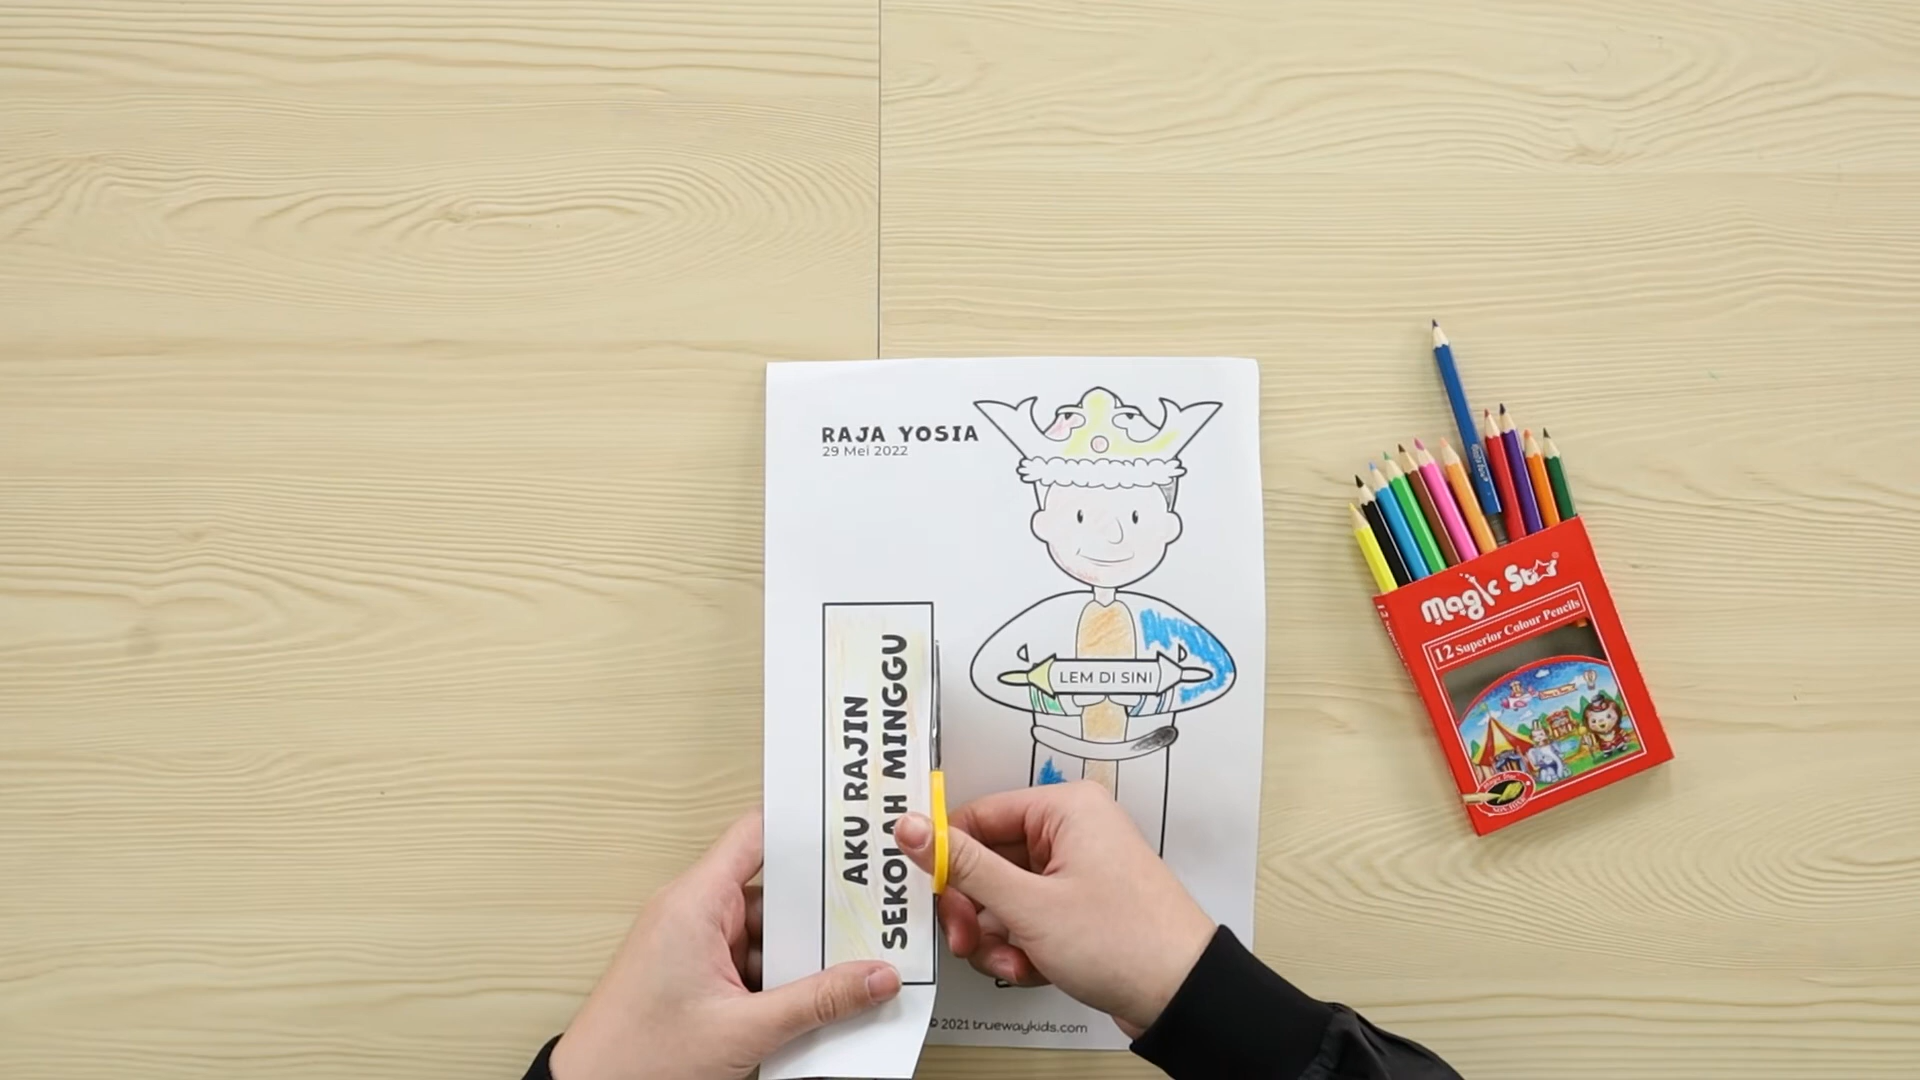 RAJA YOSIA
29 Mei 2022
AKU RAJIN
SEKOLAH MINGGU
LEM DI SINI
© 2021 truewaykids.com
Magic Star
12 Superior Colour Pencils